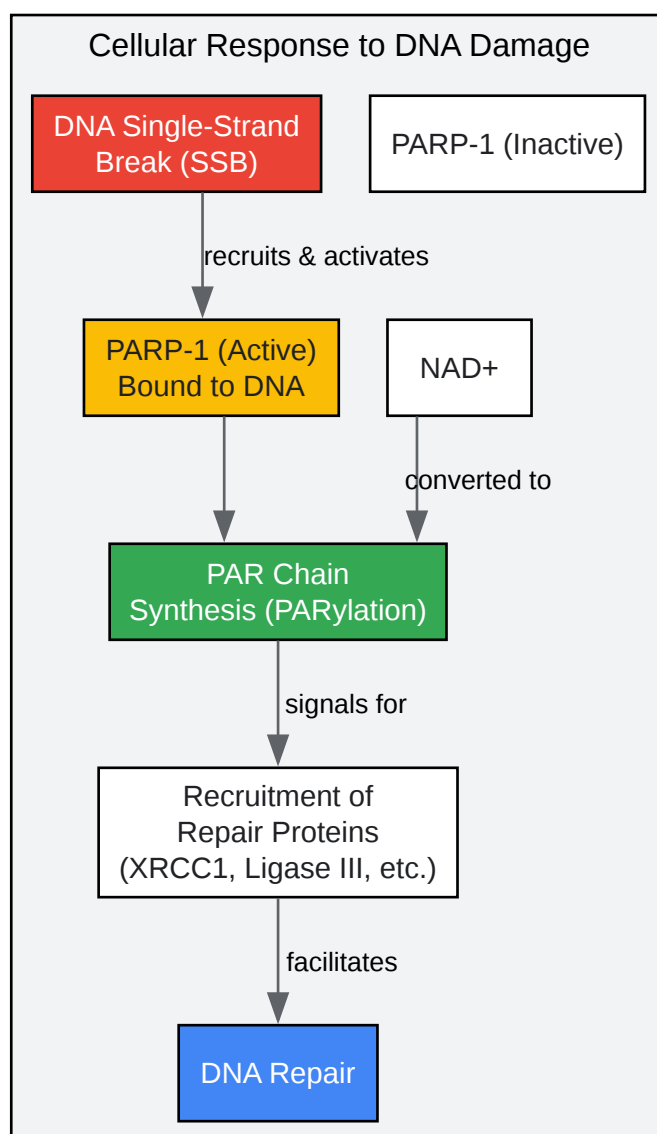 Cellular Response to DNA Damage
DNA Single-Strand
Break (SSB)
PARP-1 (Inactive)
recruits & activates
PARP-1 (Active)
Bound to DNA
NAD+
converted to
PAR Chain
Synthesis (PARylation)
signals for
Recruitment of
Repair Proteins
(XRCC1, Ligase III, etc.)
facilitates
DNA Repair